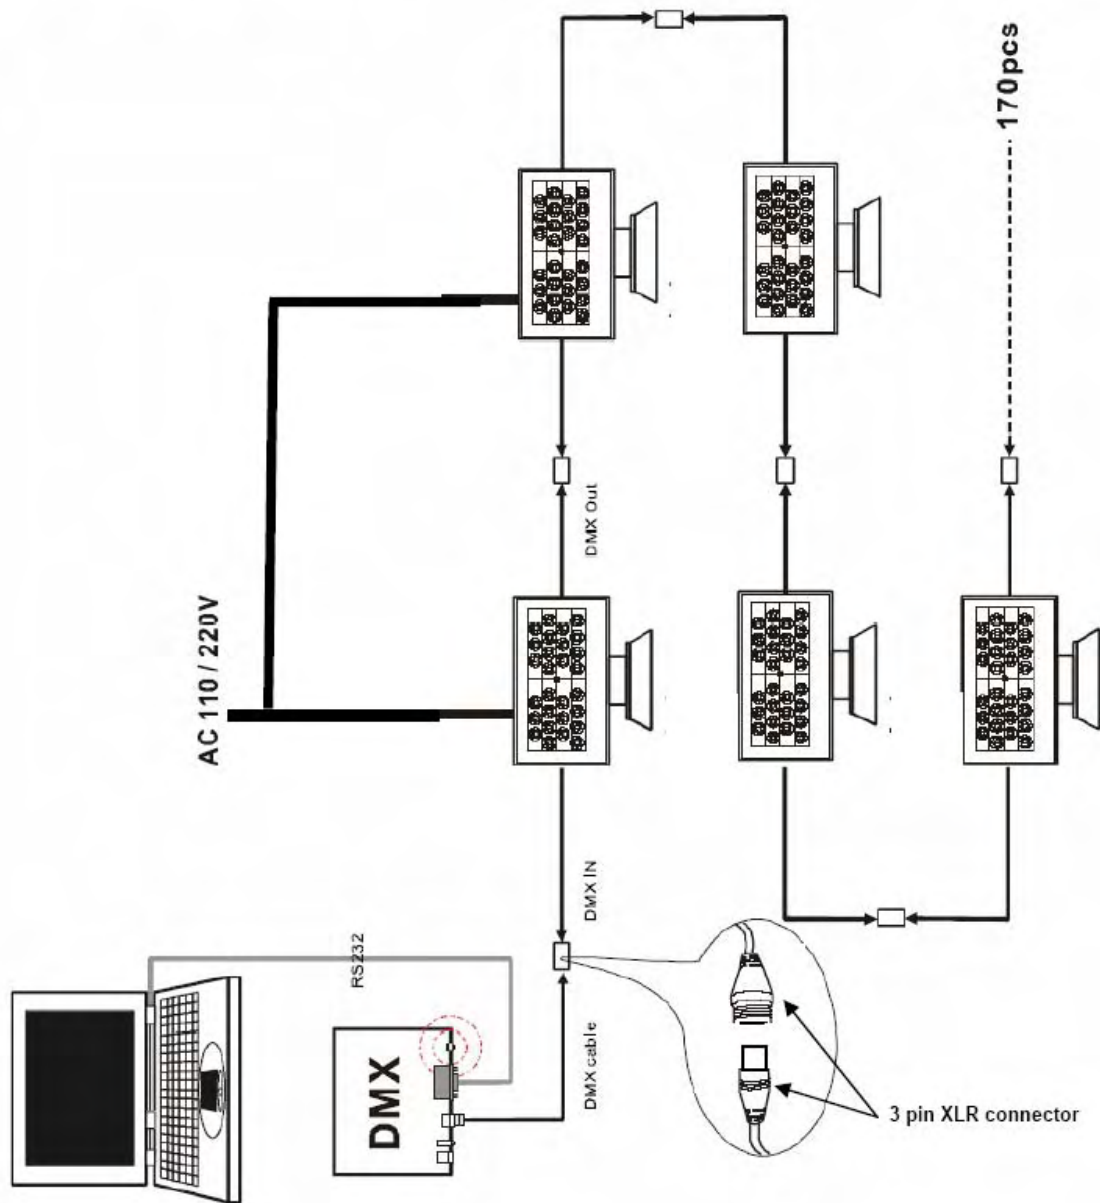 170pcs
AC 110 / 220V
DMX Out
DMX IN
RS232
DMX cable
DMX
3 pin XLR connector